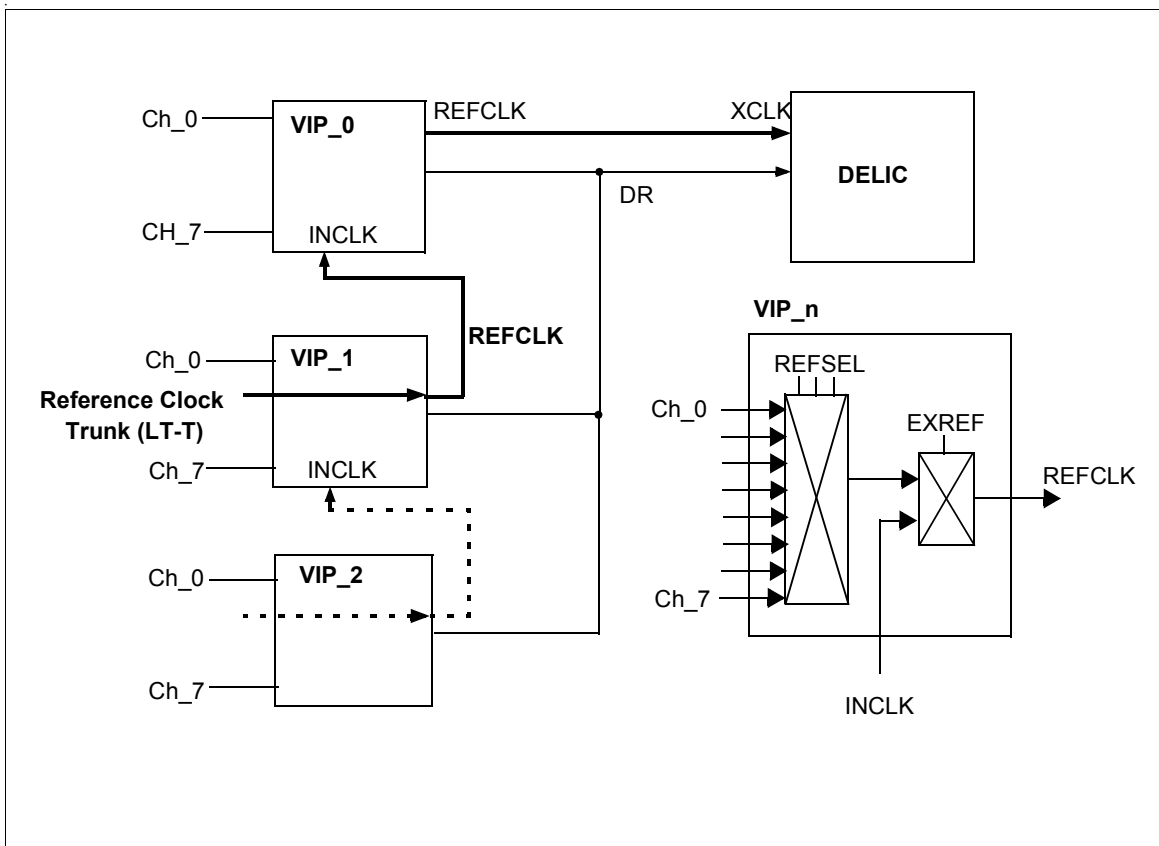 Ch_0
VIP_0
REFCLK
XCLK
DELIC
DR
CH_7
INCLK
REFCLK
Ch_0
VIP_1
Reference Clock
Trunk (LT-T)
Ch_7
INCLK
Ch_0
VIP_2
Ch_7
VIP_n
REFSEL
Ch_0
EXREF
REFCLK
Ch_7
INCLK